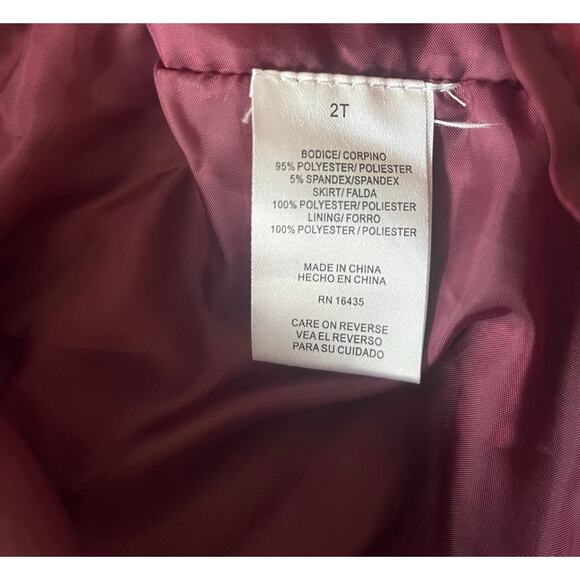 2T
BODICE/ CORPINO
95% POLYESTER/ POLIESTER
5% SPANDEX/SPANDEX
SKIRT/ FALDA
100% POLYESTER/ POLIESTER
LINING/ FORRO
100% POLYESTER / POLIESTER
MADE IN CHINA
HECHO EN CHINA
RN 16435
CARE ON REVERSE
VEA EL REVERSO
PARA SU CUIDADO